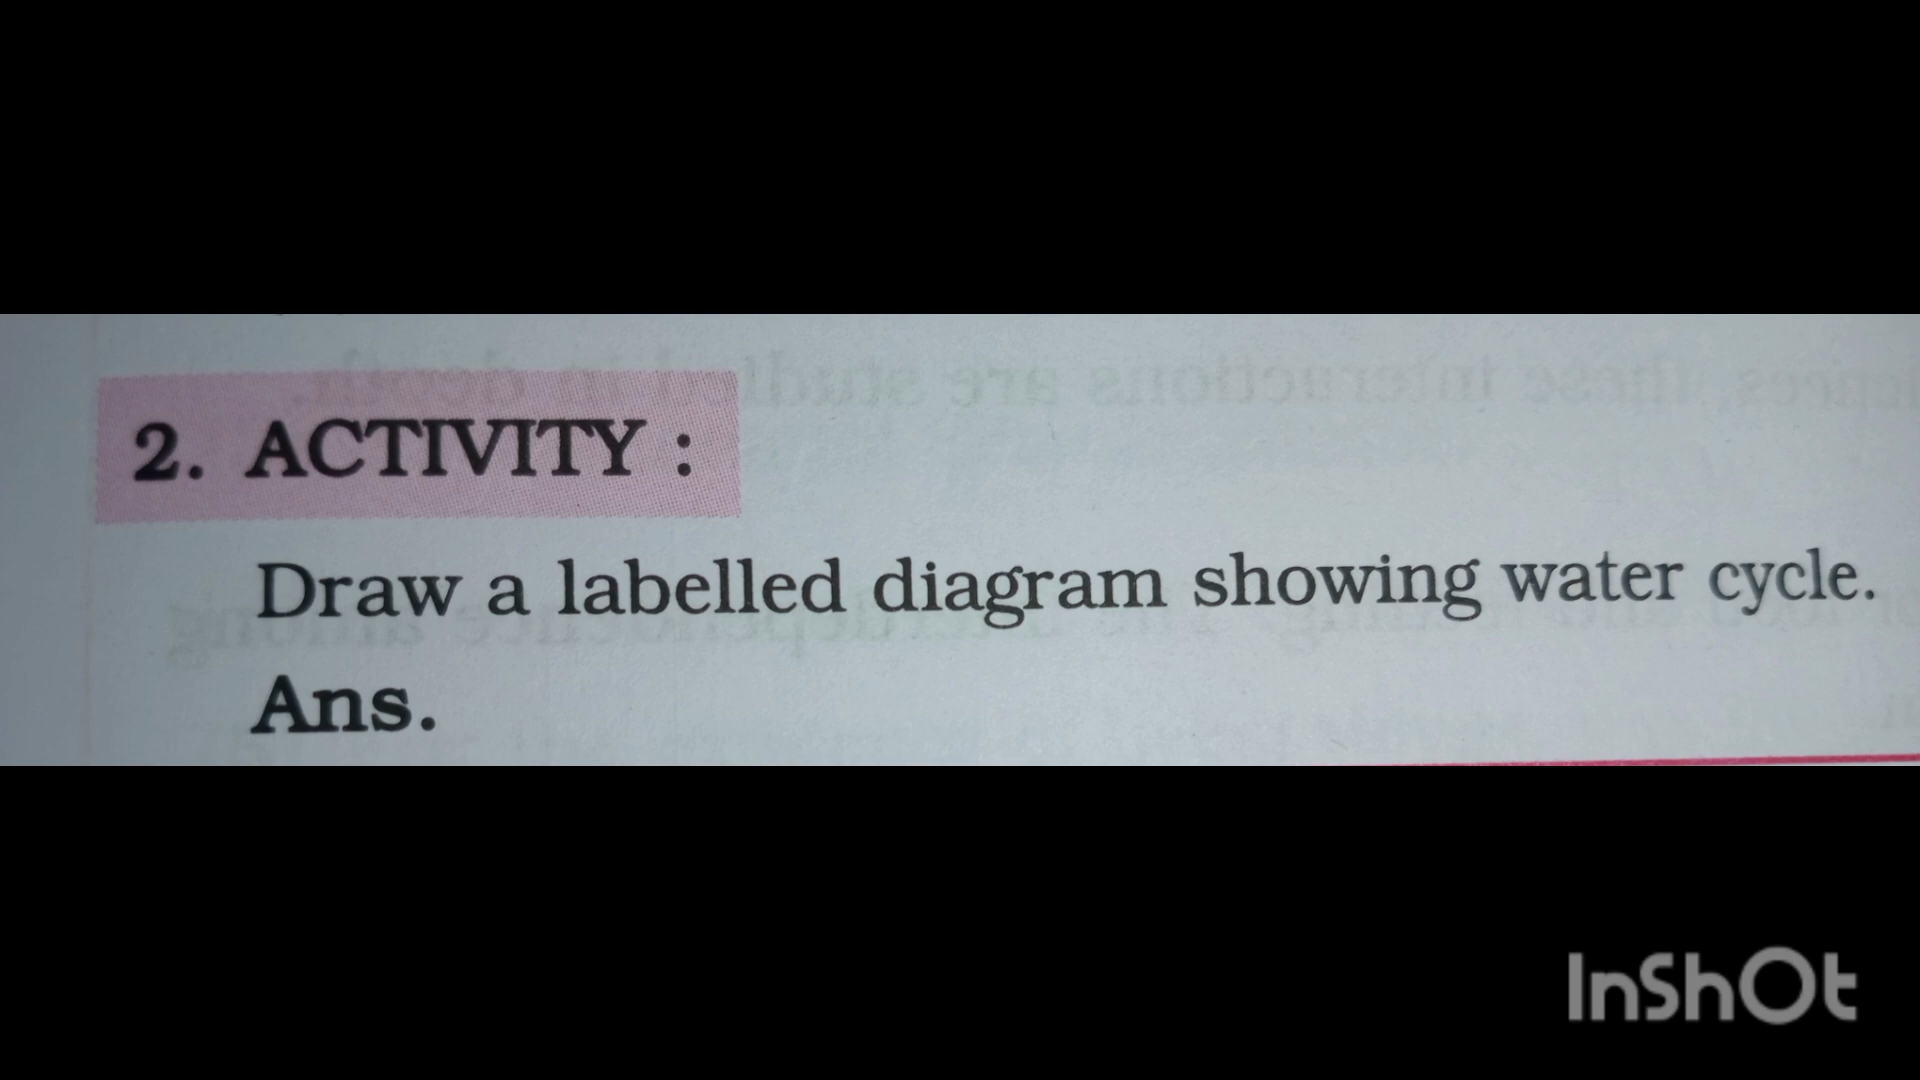 2. ACTIVITY :
Draw a labelled diagram showing water cycle.
Ans.
InShOt